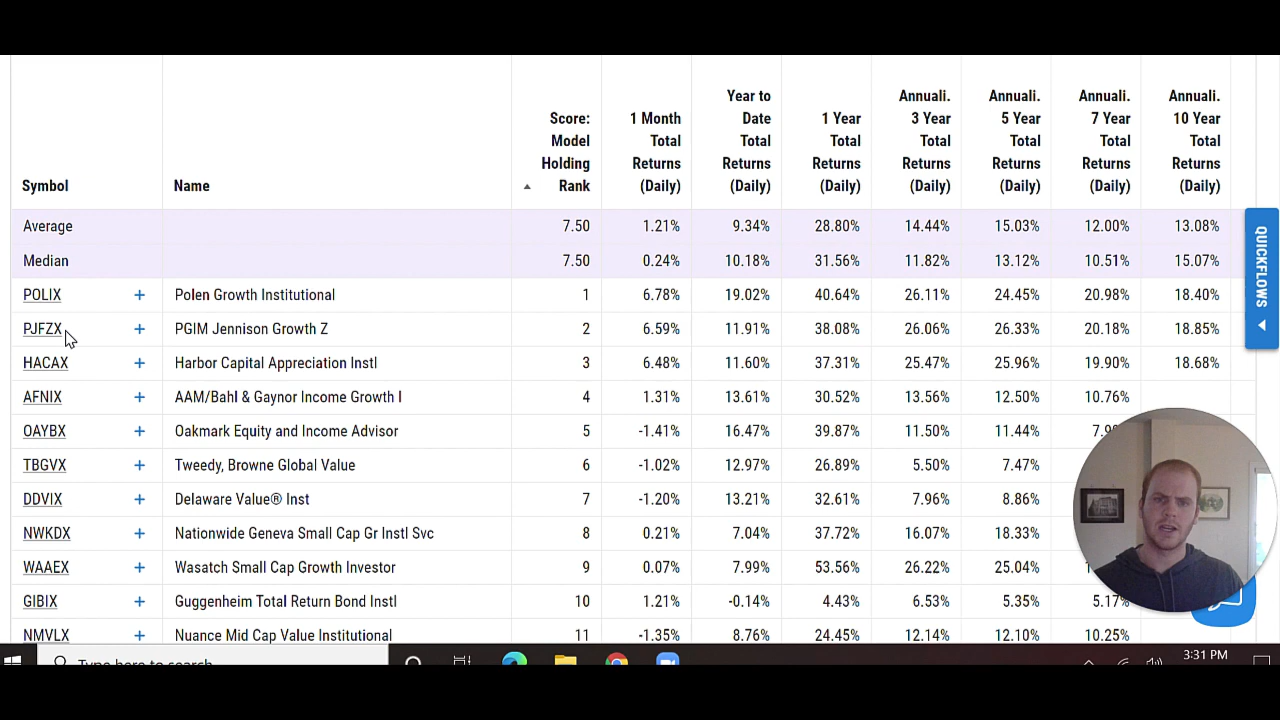 Symbol Name Score: Model Holding Rank 1 Month Total Returns (Daily) Year to Date Total Returns (Daily) 1 Year Total Returns (Daily) Annuali. 3 Year Total Returns (Daily) Annuali. 5 Year Total Returns (Daily) Annuali. 7 Year Total Returns (Daily) Annuali. 10 Year Total Returns (Daily)
Average 7.50 1.21% 9.34% 28.80% 14.44% 15.03% 12.00% 13.08%
Median 7.50 0.24% 10.18% 31.56% 11.82% 13.12% 10.51% 15.07%
POLIX + Polen Growth Institutional 1 6.78% 19.02% 40.64% 26.11% 24.45% 20.98% 18.40%
PJFZX + PGIM Jennison Growth Z 2 6.59% 11.91% 38.08% 26.06% 26.33% 20.18% 18.85%
HACAX + Harbor Capital Appreciation Instl 3 6.48% 11.60% 37.31% 25.47% 25.96% 19.90% 18.68%
AFNIX + AAM/Bahl & Gaynor Income Growth I 4 1.31% 13.61% 30.52% 13.56% 12.50% 10.76%
OAYBX + Oakmark Equity and Income Advisor 5 -1.41% 16.47% 39.87% 11.50% 11.44%
TBGVX + Tweedy, Browne Global Value 6 -1.02% 12.97% 26.89% 5.50% 7.47%
DDVIX + Delaware Value® Inst 7 -1.20% 13.21% 32.61% 7.96% 8.86%
NWKDX + Nationwide Geneva Small Cap Gr Instl Svc 8 0.21% 7.04% 37.72% 16.07% 18.33%
WAAEX + Wasatch Small Cap Growth Investor 9 0.07% 7.99% 53.56% 26.22% 25.04%
GIBIX + Guggenheim Total Return Bond Instl 10 1.21% -0.14% 4.43% 6.53% 5.35% 5.17%
NMVLX + Nuance Mid Cap Value Institutional 11 -1.35% 8.76% 24.45% 12.14% 12.10% 10.25%
QUICKFLOWS
Type here to search
3:31 PM